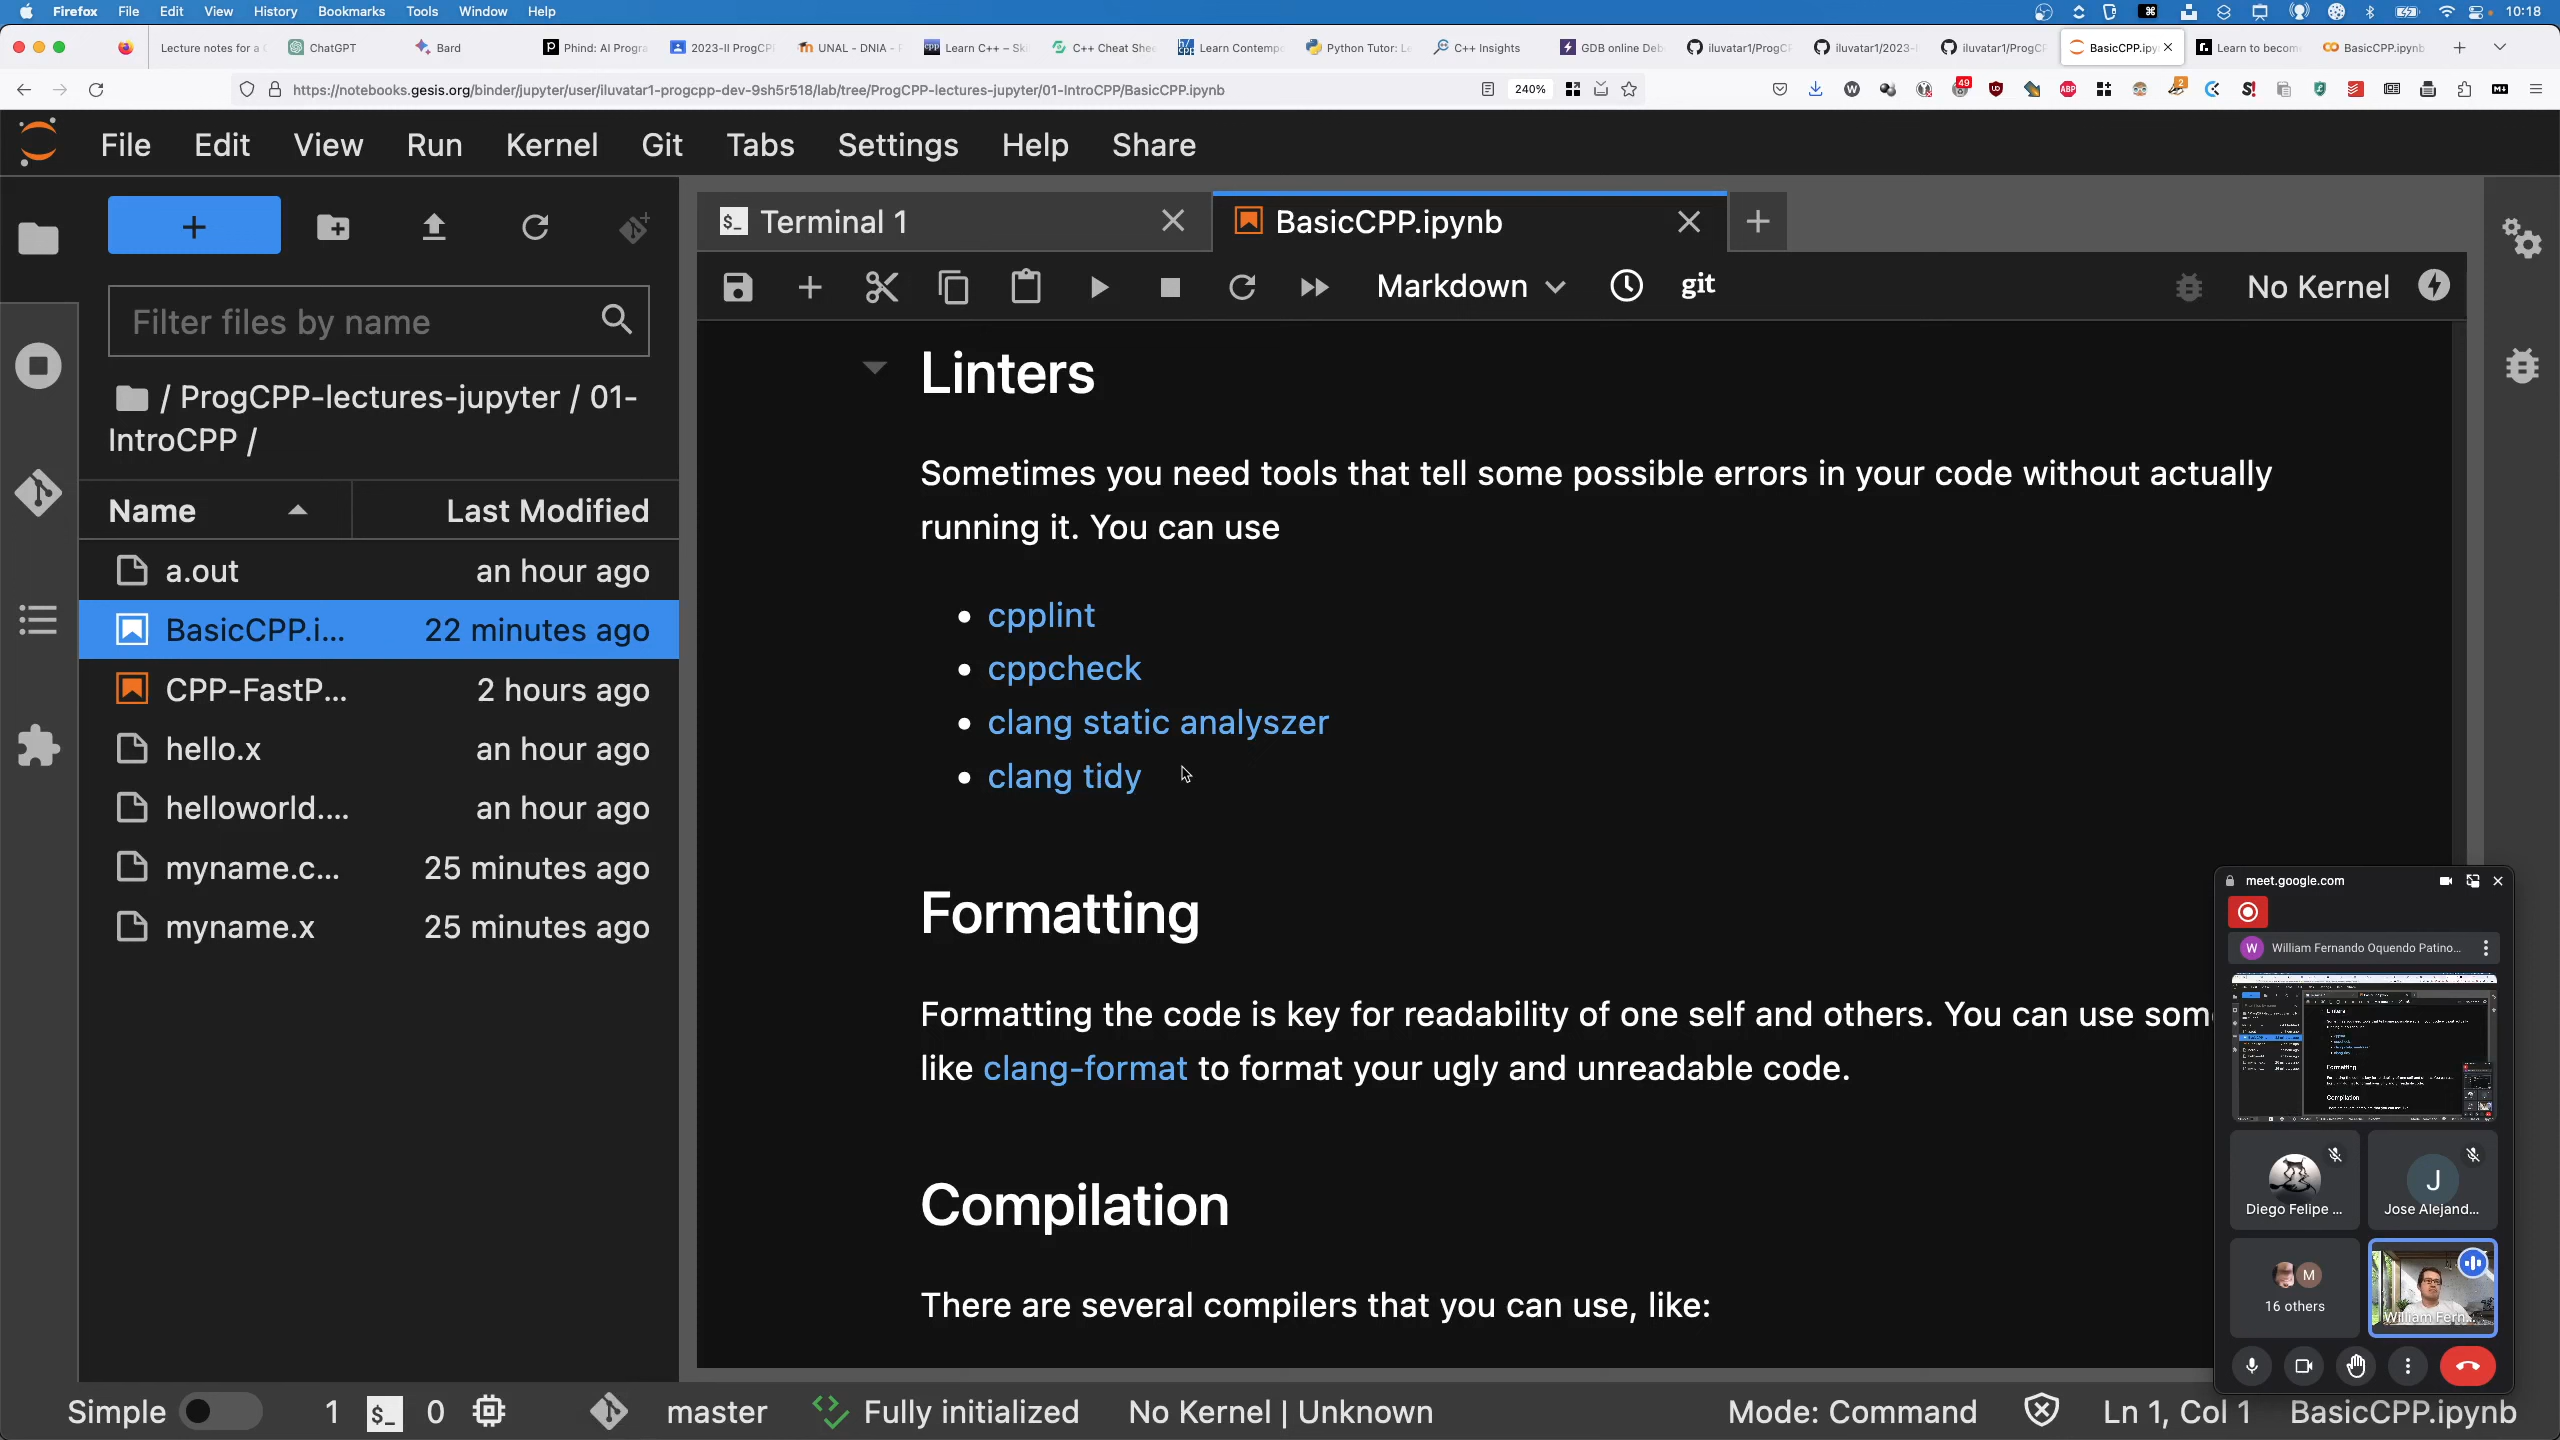 Firefox File Edit View History Bookmarks Tools Window Help 10:18
Lecture notes for a ChatGPT Bard Phind: AI Progra 2023-II ProgCP UNAL - DNIA - Learn C++ – Sk C++ Cheat She Learn Contemp Python Tutor: L C++ Insights GDB online Deb iluvatar1/ProgC iluvatar1/2023- iluvatar1/ProgC BasicCPP.ipy Learn to becom BasicCPP.ipynb
https://notebooks.gesis.org/binder/jupyter/user/iluvatar1-progcpp-dev-9sh5r518/lab/tree/ProgCPP-lectures-jupyter/01-IntroCPP/BasicCPP.ipynb 240%
File Edit View Run Kernel Git Tabs Settings Help Share
Terminal 1 BasicCPP.ipynb
Markdown git No Kernel
Filter files by name
/ ProgCPP-lectures-jupyter / 01-
IntroCPP /
Name Last Modified
a.out an hour ago
BasicCPP.i... 22 minutes ago
CPP-FastP... 2 hours ago
hello.x an hour ago
helloworld.... an hour ago
myname.c... 25 minutes ago
myname.x 25 minutes ago
Linters
Sometimes you need tools that tell some possible errors in your code without actually
running it. You can use
cpplint
cppcheck
clang static analyszer
clang tidy
Formatting
Formatting the code is key for readability of one self and others. You can use som
like clang-format to format your ugly and unreadable code.
Compilation
There are several compilers that you can use, like:
meet.google.com
W William Fernando Oquendo Patino...
Diego Felipe ...
J
Jose Alejand...
M
16 others
William Fern...
Simple 1 0 master Fully initialized No Kernel | Unknown Mode: Command Ln 1, Col 1 BasicCPP.ipynb